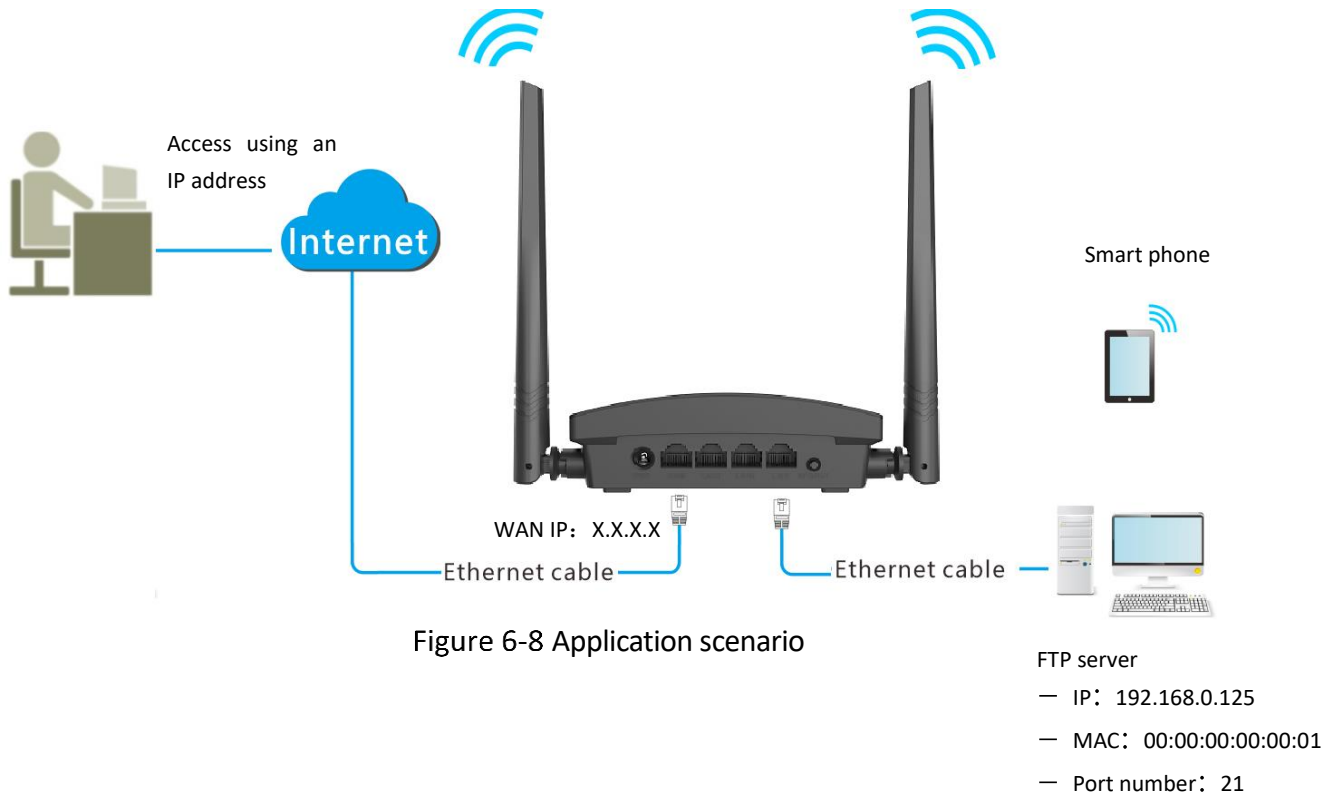 Access using an
IP address
Internet
Smart phone
WAN IP：X.X.X.X
Ethernet cable
Ethernet cable
Figure 6-8 Application scenario
FTP server
— IP：192.168.0.125
— MAC：00:00:00:00:00:01
— Port number：21